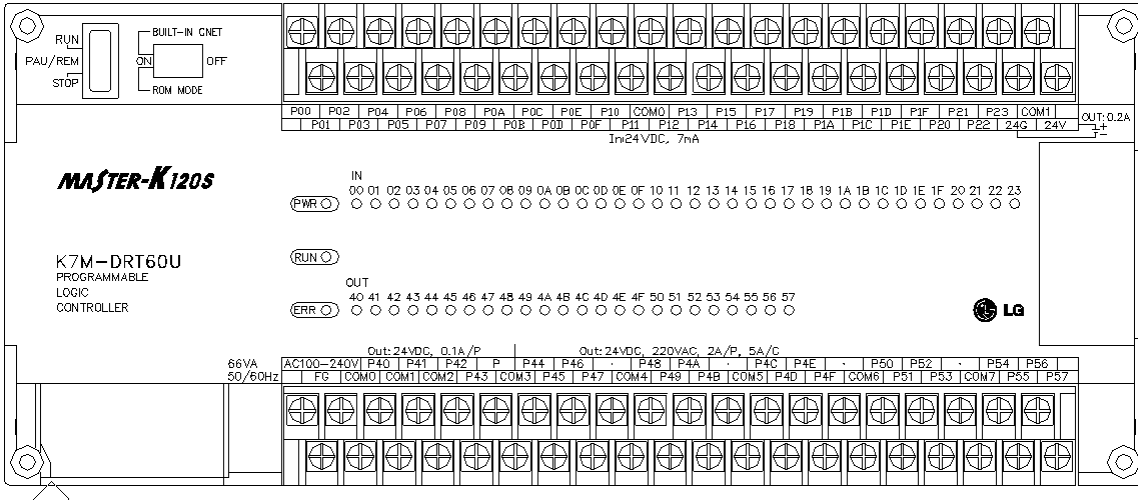 RUN
PAU/REM
STOP
BUILT-IN CNET
ON OFF
ROM MODE
P00 P02 P04 P06 P08 P0A P0C P0E P10 COM0 P13 P15 P17 P19 P1B P1D P1F P21 P23 COM1
P01 P03 P05 P07 P09 P0B P0D P0F P11 P12 P14 P16 P18 P1A P1C P1E P20 P22 24G 24V
OUT:0.2A
+
-
In:24VDC, 7mA
MASTER-K120S
IN
00 01 02 03 04 05 06 07 08 09 0A 0B 0C 0D 0E 0F 10 11 12 13 14 15 16 17 18 19 1A 1B 1C 1D 1E 1F 20 21 22 23
PWR
RUN
K7M-DRT60U
PROGRAMMABLE
LOGIC
CONTROLLER
OUT
40 41 42 43 44 45 46 47 48 49 4A 4B 4C 4D 4E 4F 50 51 52 53 54 55 56 57
ERR
LG
Out:24VDC, 0.1A/P Out:24VDC, 220VAC, 2A/P, 5A/C
66VA
50/60Hz
AC100-240V P40 P41 P42 P P44 P46 · P48 P4A · P4C P4E · P50 P52 · P54 P56
FG COM0 COM1 COM2 P43 COM3 P45 P47 COM4 P49 P4B COM5 P4D P4F COM6 P51 P53 COM7 P55 P57